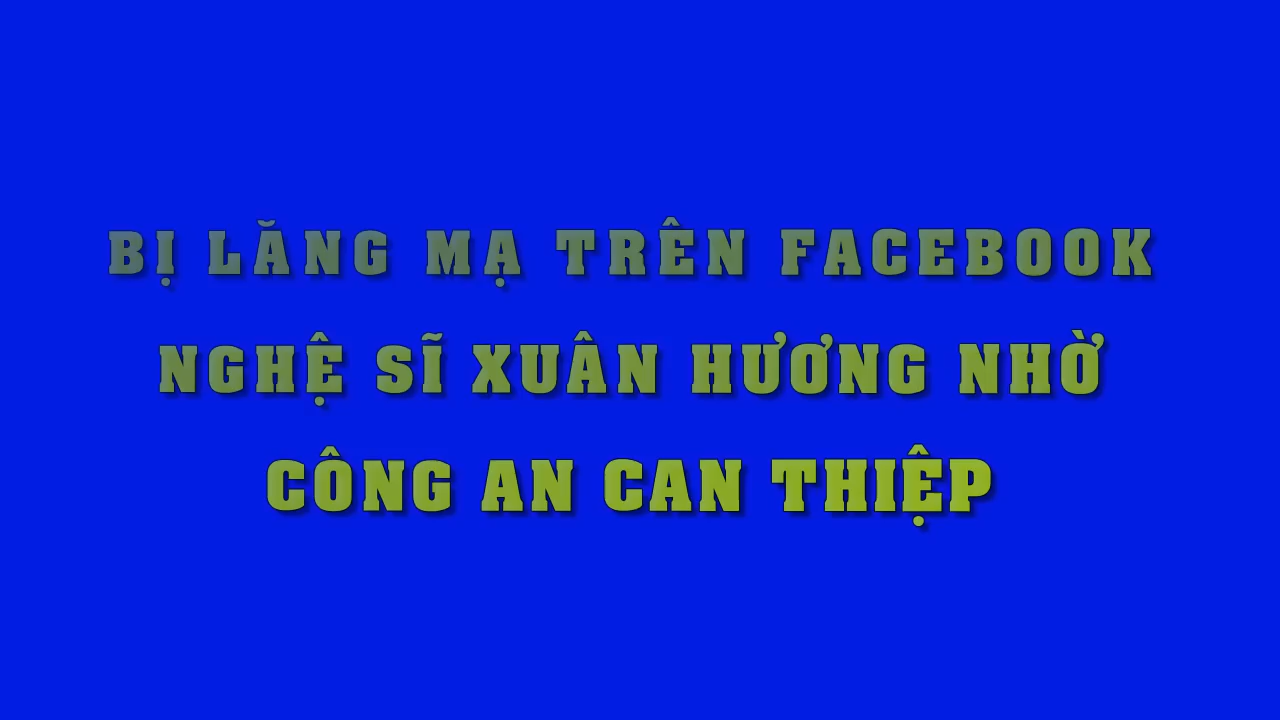 BỊ LĂNG MẠ TRÊN FACEBOOK
NGHỆ SĨ XUÂN HƯƠNG NHỜ
CÔNG AN CAN THIỆP